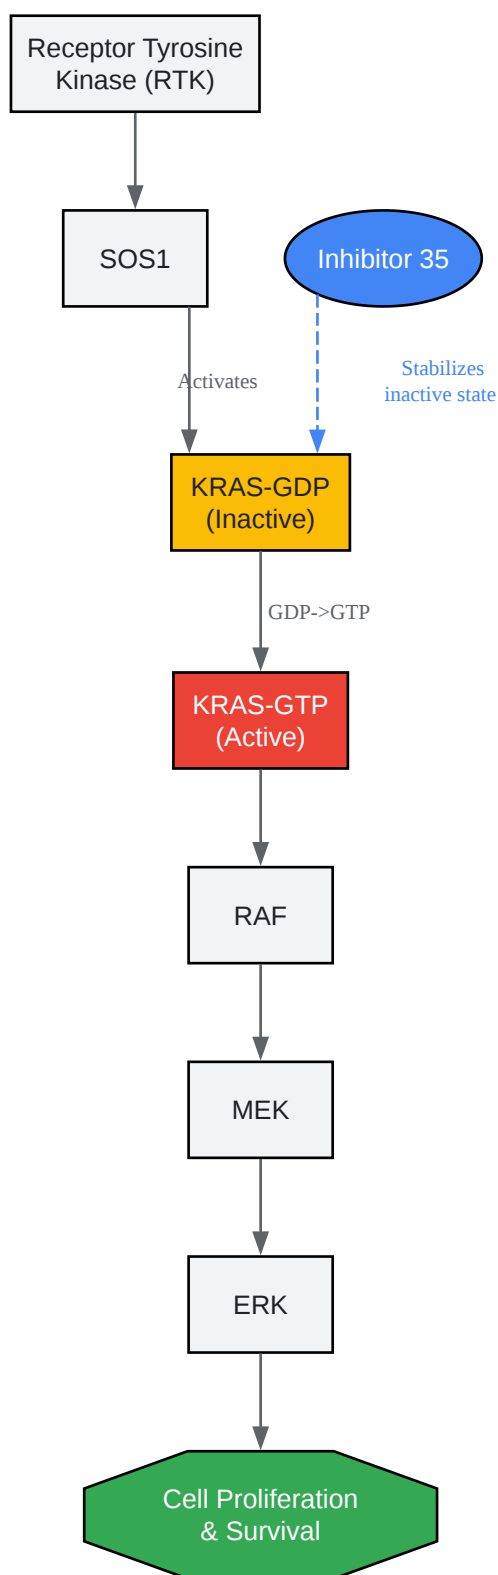 Receptor Tyrosine
Kinase (RTK)
SOS1
Inhibitor 35
Activates
Stabilizes
inactive state
KRAS-GDP
(Inactive)
GDP->GTP
KRAS-GTP
(Active)
RAF
MEK
ERK
Cell Proliferation
& Survival